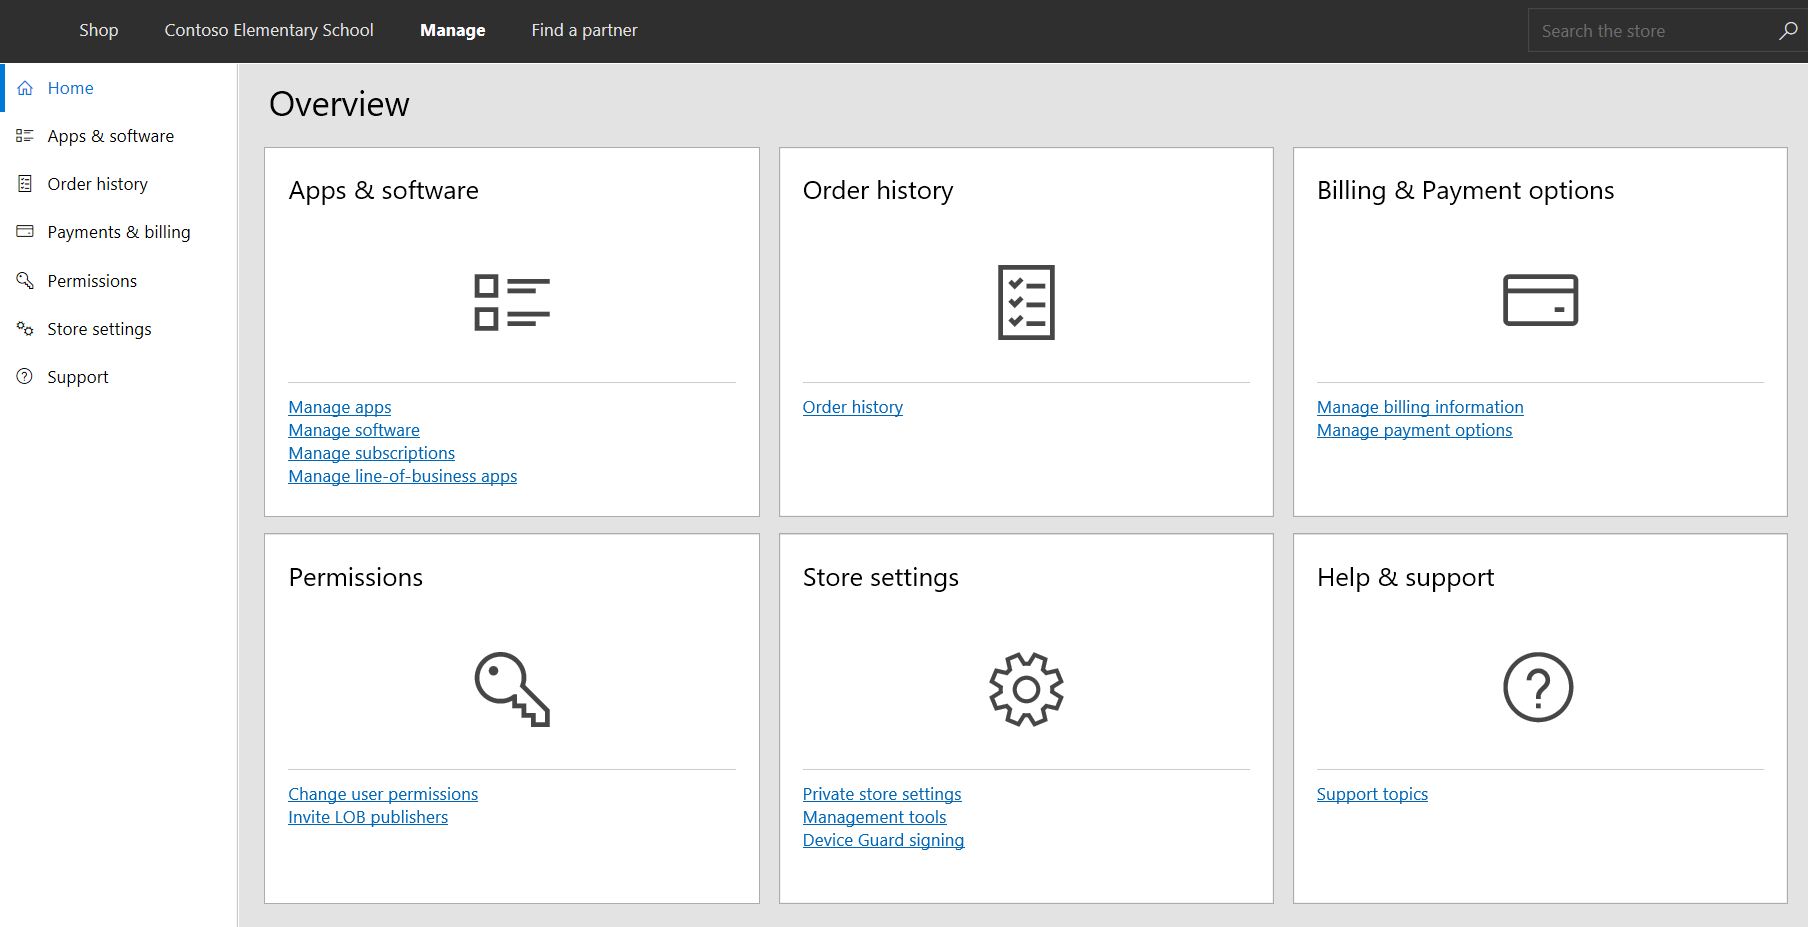 Shop
Contoso Elementary School
Manage
Find a partner
Search the store
Home
Apps & software
Order history
Payments & billing
Permissions
Store settings
Support
Overview
Apps & software
Manage apps
Manage software
Manage subscriptions
Manage line-of-business apps
Order history
Order history
Billing & Payment options
Manage billing information
Manage payment options
Permissions
Change user permissions
Invite LOB publishers
Store settings
Private store settings
Management tools
Device Guard signing
Help & support
Support topics